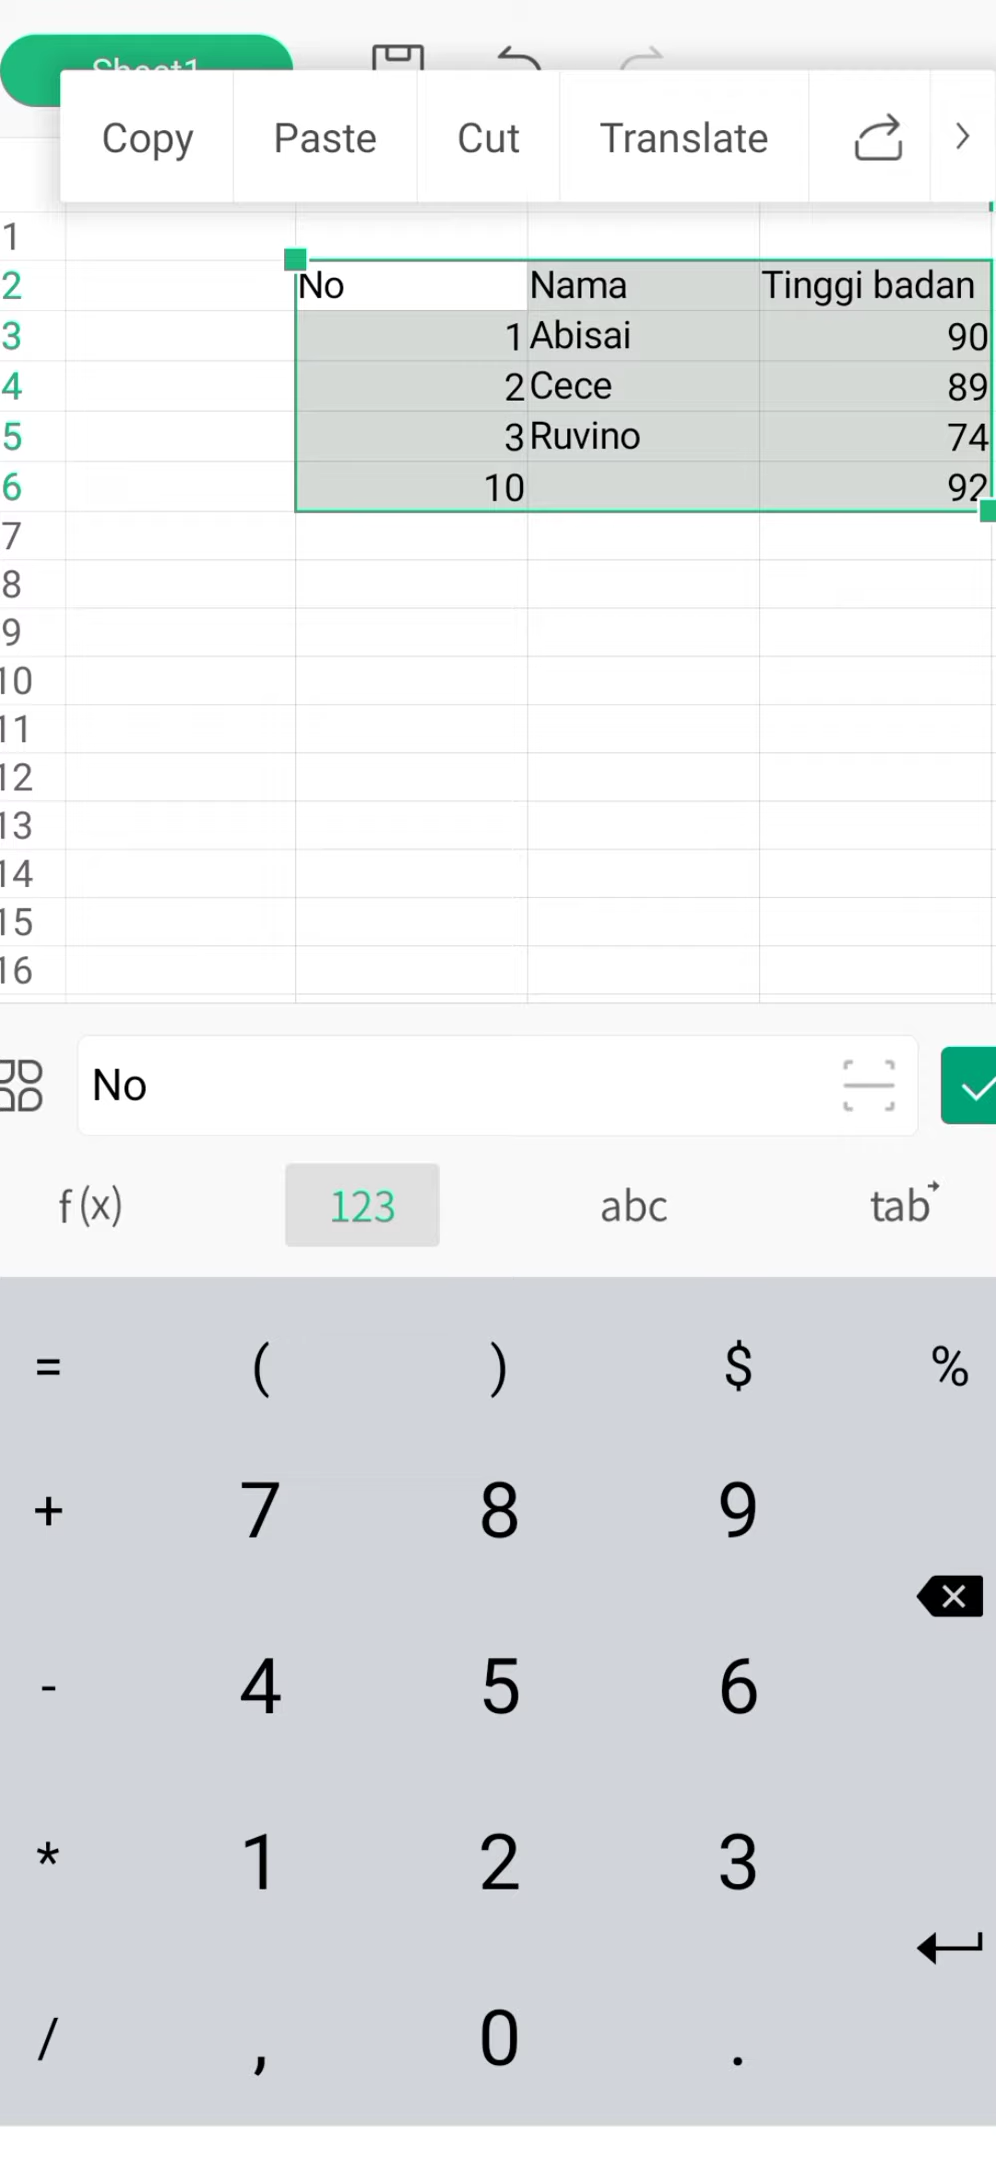 Sheet1
Copy Paste Cut Translate
1
2 No Nama Tinggi badan
3 1 Abisai 90
4 2 Cece 89
5 3 Ruvino 74
6 10 92
7
8
9
10
11
12
13
14
15
16
No
f(x) 123 abc tab
= ( ) $ %
+ 7 8 9
- 4 5 6
* 1 2 3
/ , 0 .